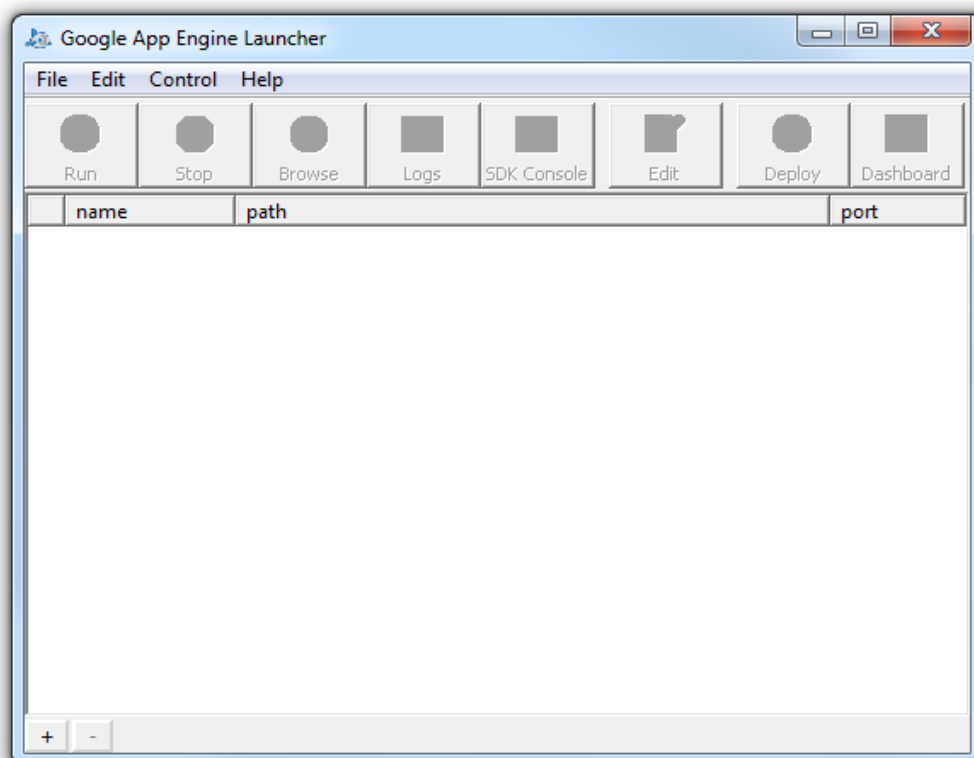 Google App Engine Launcher
File Edit Control Help
Run Stop Browse Logs SDK Console Edit Deploy Dashboard
name path port
+ -